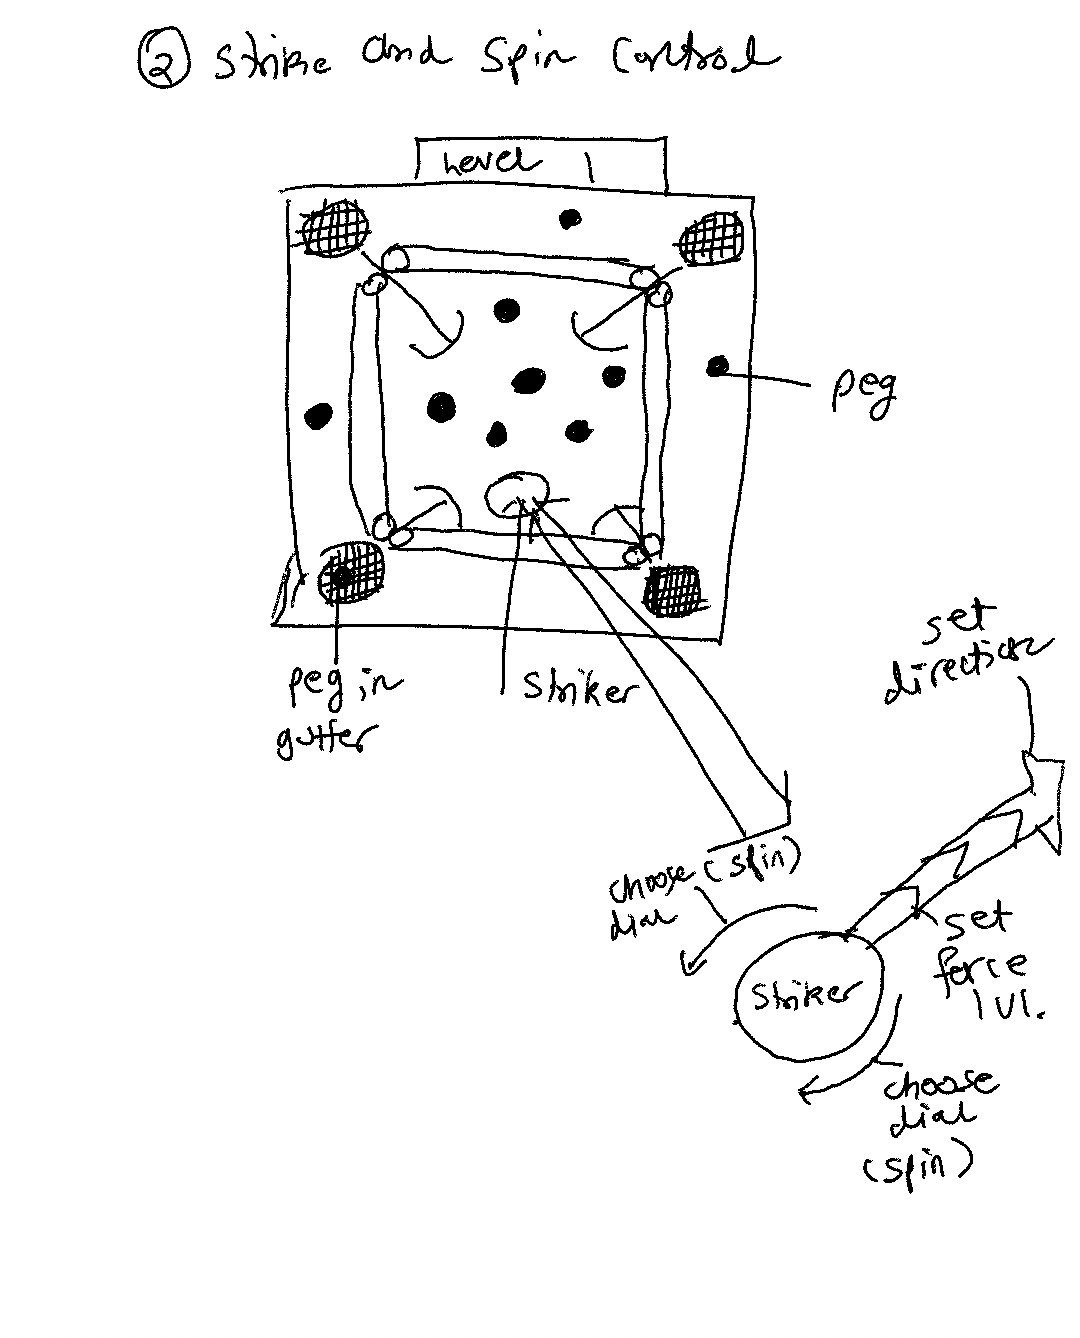 ② Strike and Spin Control
Level 1
peg
peg in
gutter
Striker
set
direction
choose (spin)
dial
set
force
lvl.
Striker
choose
dial
(spin)